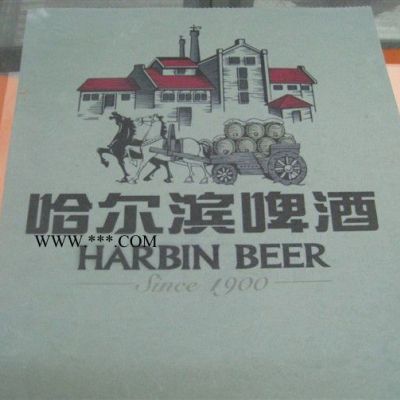 哈尔滨啤酒
WWW.***.COM
HARBIN BEER
Since 1900